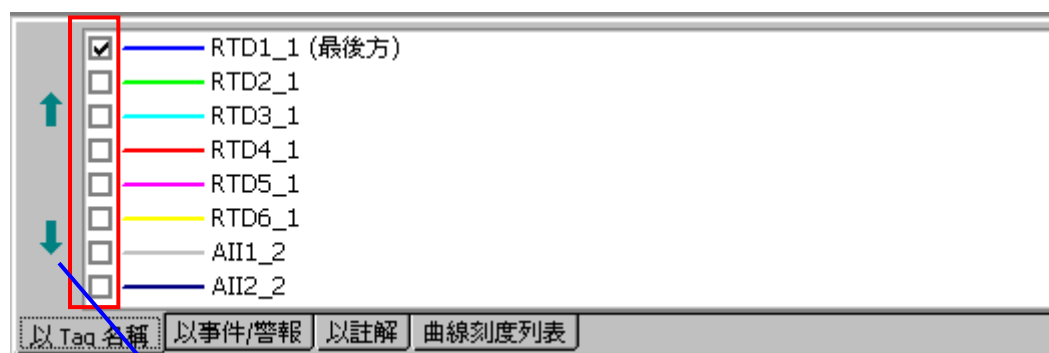 RTD1_1 (最後方)
RTD2_1
RTD3_1
RTD4_1
RTD5_1
RTD6_1
AII1_2
AII2_2
以 Tag 名稱 以事件/警報 以註解 曲線刻度列表